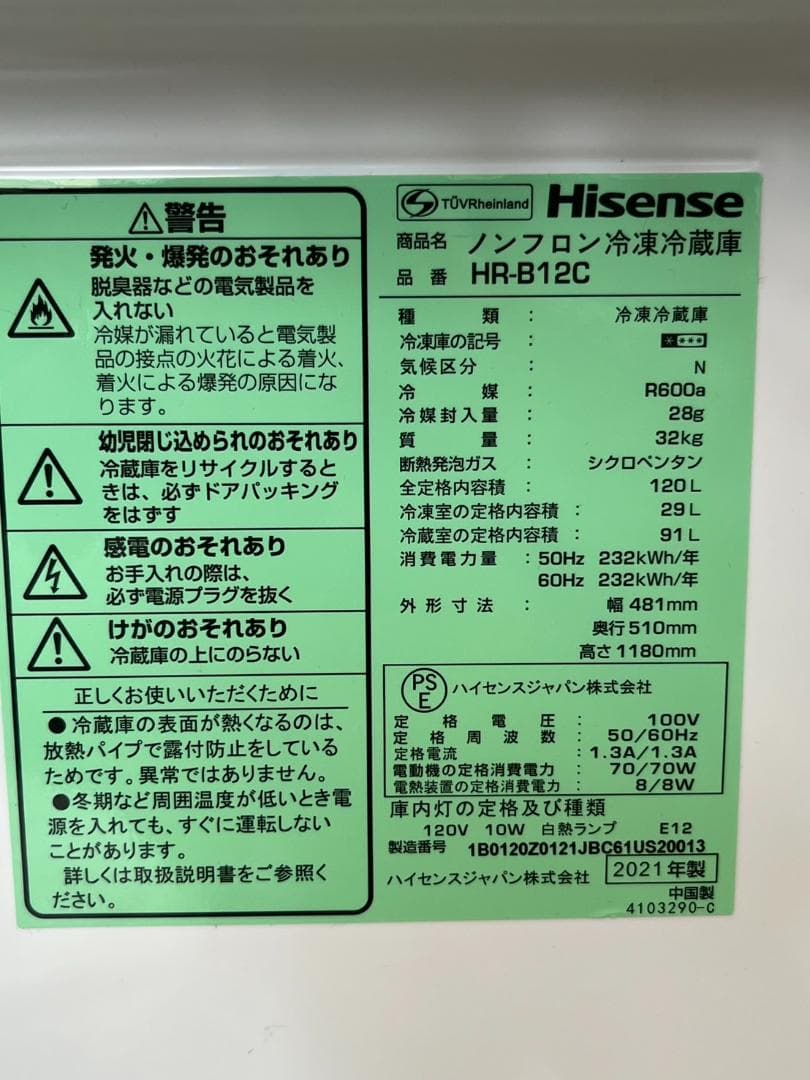 ⚠警告
発火・爆発のおそれあり
脱臭器などの電気製品を
入れない
冷媒が漏れていると電気製
品の接点の火花による着火、
着火による爆発の原因にな
ります。
幼児閉じ込められのおそれあり
冷蔵庫をリサイクルすると
きは、必ずドアパッキング
をはずす
感電のおそれあり
お手入れの際は、
必ず電源プラグを抜く
けがのおそれあり
冷蔵庫の上にのらない
正しくお使いいただくために
●冷蔵庫の表面が熱くなるのは、
放熱パイプで露付防止をしている
ためです。異常ではありません。
●冬期など周囲温度が低いとき電
源を入れても、すぐに運転しない
ことがあります。
詳しくは取扱説明書をご参照く
ださい。
TÜVRheinland Hisense
商品名 ノンフロン冷凍冷蔵庫
品番 HR-B12C
種類 : 冷凍冷蔵庫
冷凍庫の記号 : ****
気候区分 : N
冷媒 : R600a
冷媒封入量 : 28g
質量 : 32kg
断熱発泡ガス : シクロペンタン
全定格内容積 : 120L
冷凍室の定格内容積 : 29L
冷蔵室の定格内容積 : 91L
消費電力量 : 50Hz 232kWh/年
60Hz 232kWh/年
外形寸法 : 幅481mm
奥行510mm
高さ1180mm
PSE ハイセンスジャパン株式会社
定格電圧 : 100V
定格周波数 : 50/60Hz
定格電流 : 1.3A/1.3A
電動機の定格消費電力 : 70/70W
電熱装置の定格消費電力 : 8/8W
庫内灯の定格及び種類
120V 10W 白熱ランプ E12
製造番号 1B0120Z0121JBC61US20013
ハイセンスジャパン株式会社 2021年製
中国製
4103290-C